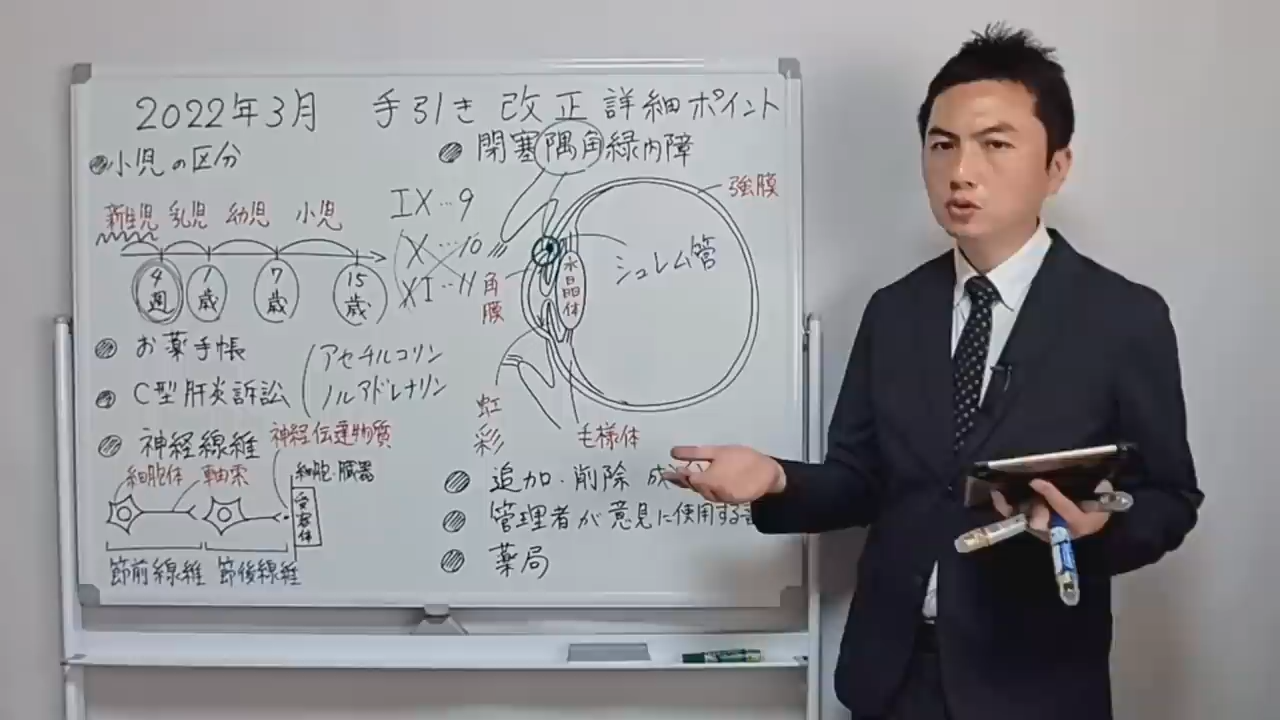 2022年3月 手引き 改正 詳細ポイント
小児の区分
新生児 乳児 幼児 小児
4週 1歳 7歳 15歳
IX…9
X…10
XI…11
お薬手帳
C型肝炎訴訟
アセチルコリン
ノルアドレナリン
神経線維
神経伝達物質
細胞体 軸索
細胞・臓器
受容体
節前線維 節後線維
閉塞隅角緑内障
強膜
シュレム管
水晶体
角膜
虹彩
毛様体
追加・削除 成
管理者が意見に使用する
薬局